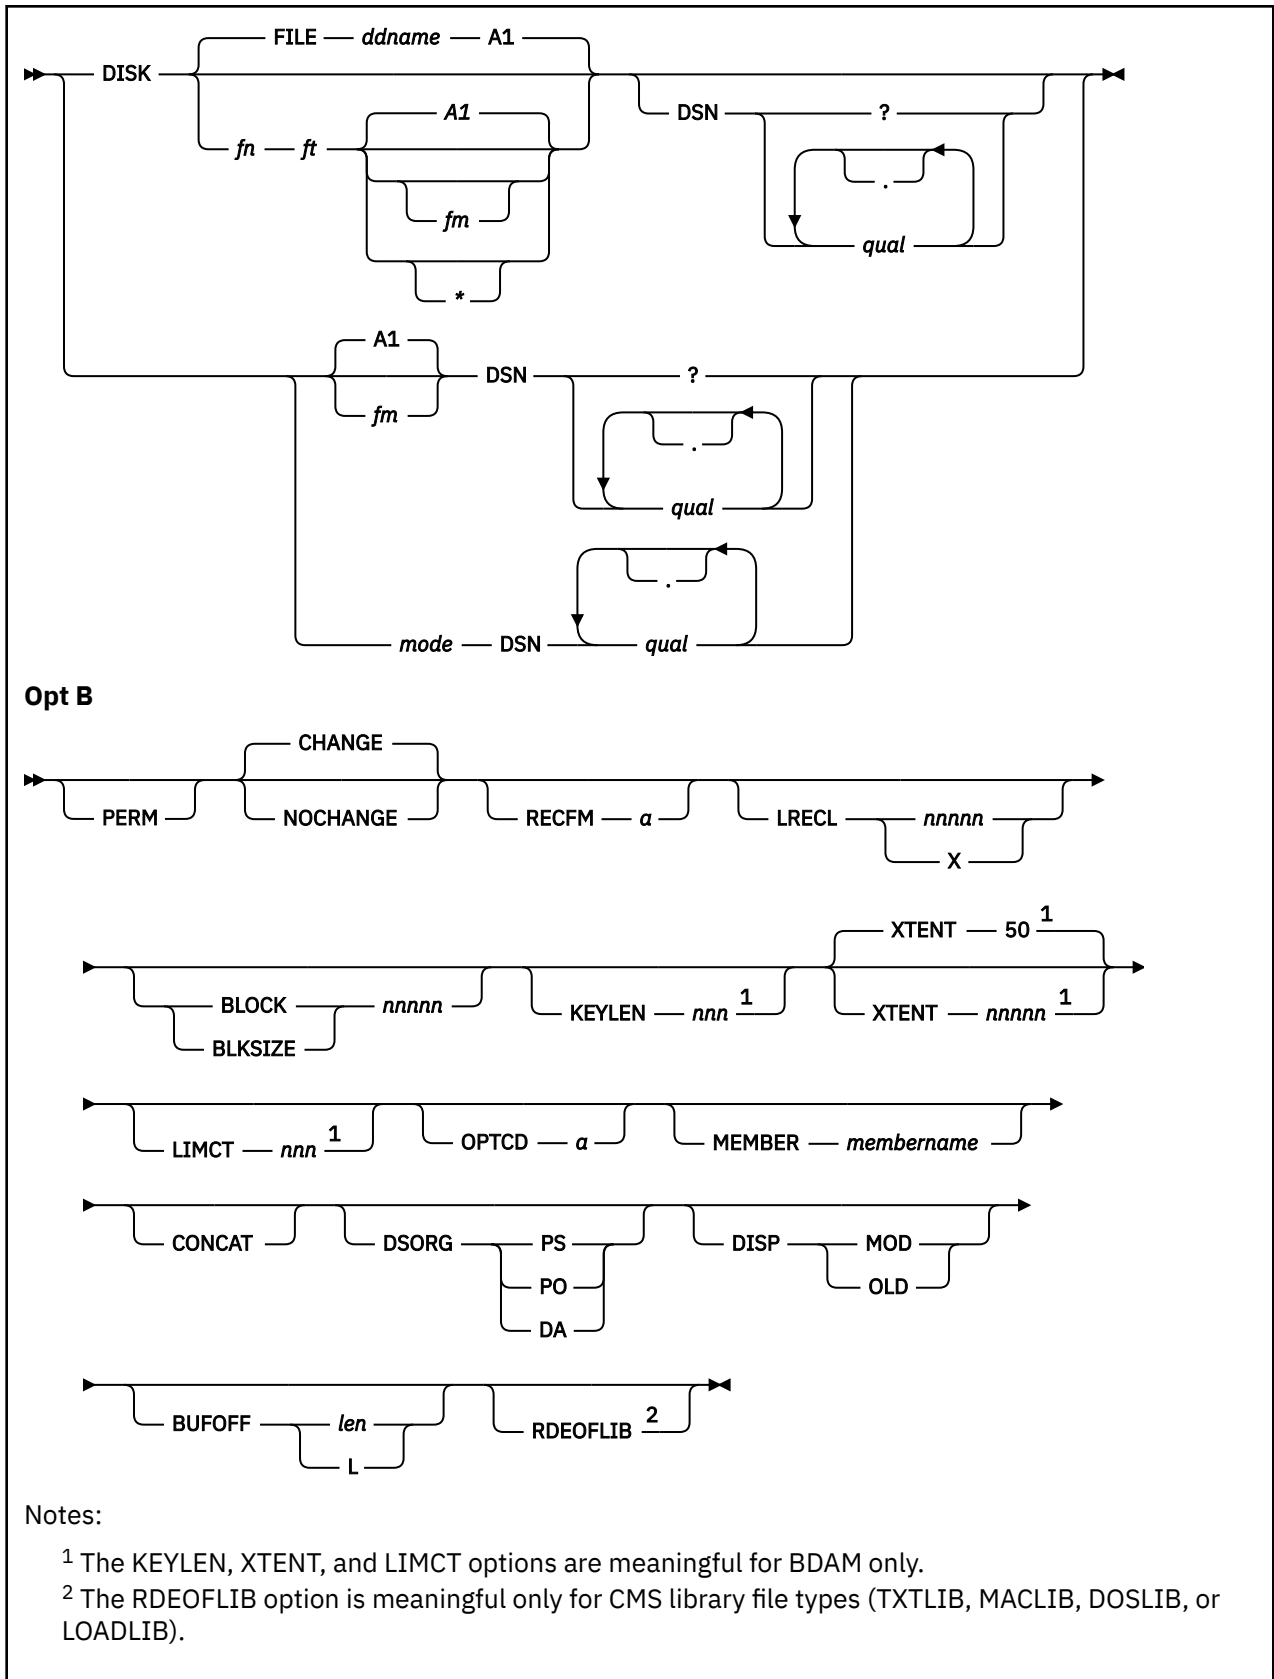 FILE ddname A1
DISK
DSN ?
A1
fn ft
.
fm
qual
*
A1
DSN ?
fm
.
qual
.
mode DSN qual
Opt B
CHANGE
PERM NOCHANGE RECFM a LRECL nnnnn
X
XTENT 50 1
BLOCK nnnnn KEYLEN nnn 1 XTENT nnnnn 1
BLKSIZE
LIMCT nnn 1 OPTCD a MEMBER membername
CONCAT DSORG PS DISP MOD
PO OLD
DA
BUFOFF len RDEOFLIB 2
L
Notes:
1 The KEYLEN, XTENT, and LIMCT options are meaningful for BDAM only.
2 The RDEOFLIB option is meaningful only for CMS library file types (TXTLIB, MACLIB, DOSLIB, or
LOADLIB).